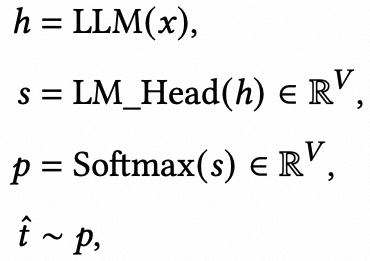 h = LLM(x),
s = LM_Head(h) ∈ ℝ^V,
p = Softmax(s) ∈ ℝ^V,
t̂ ~ p,